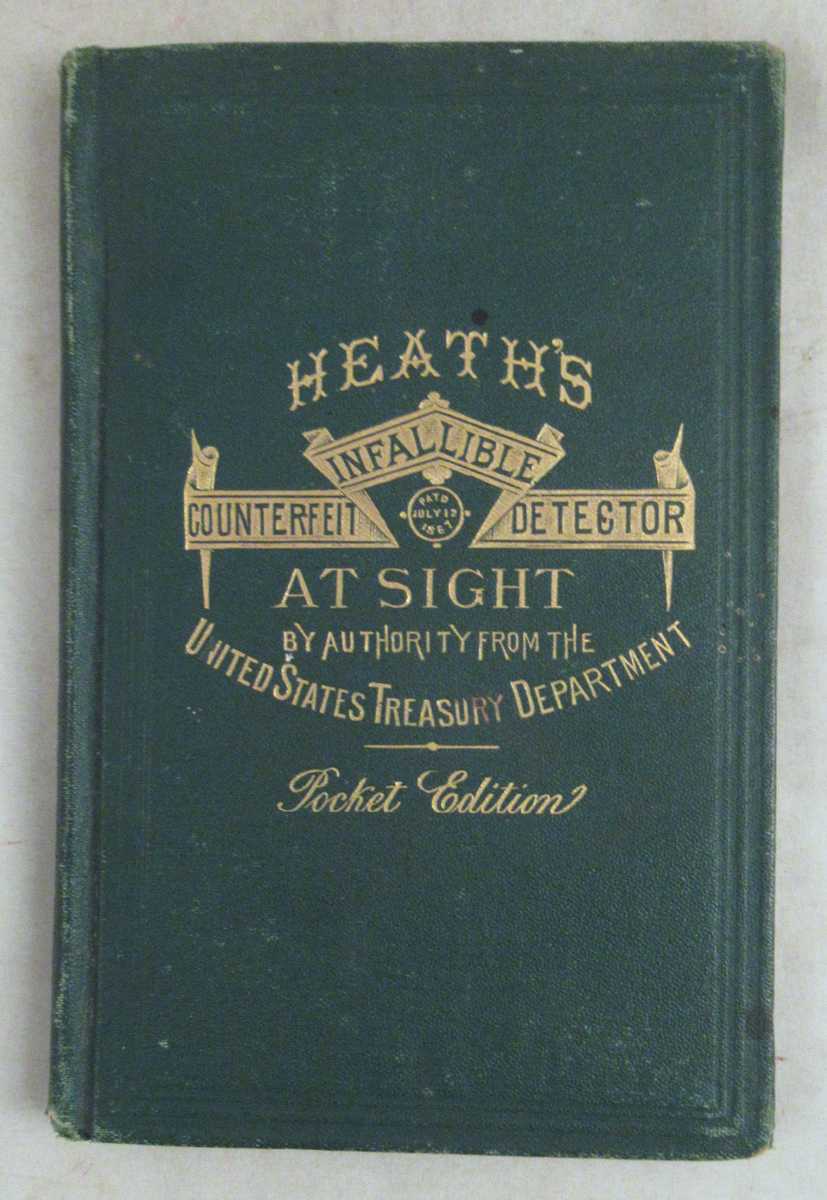 HEATH'S
INFALLIBLE
COUNTERFEIT DETECTOR
PAT'D
JULY 12
1867
AT SIGHT
BY AUTHORITY FROM THE
UNITED STATES TREASURY DEPARTMENT
Pocket Edition